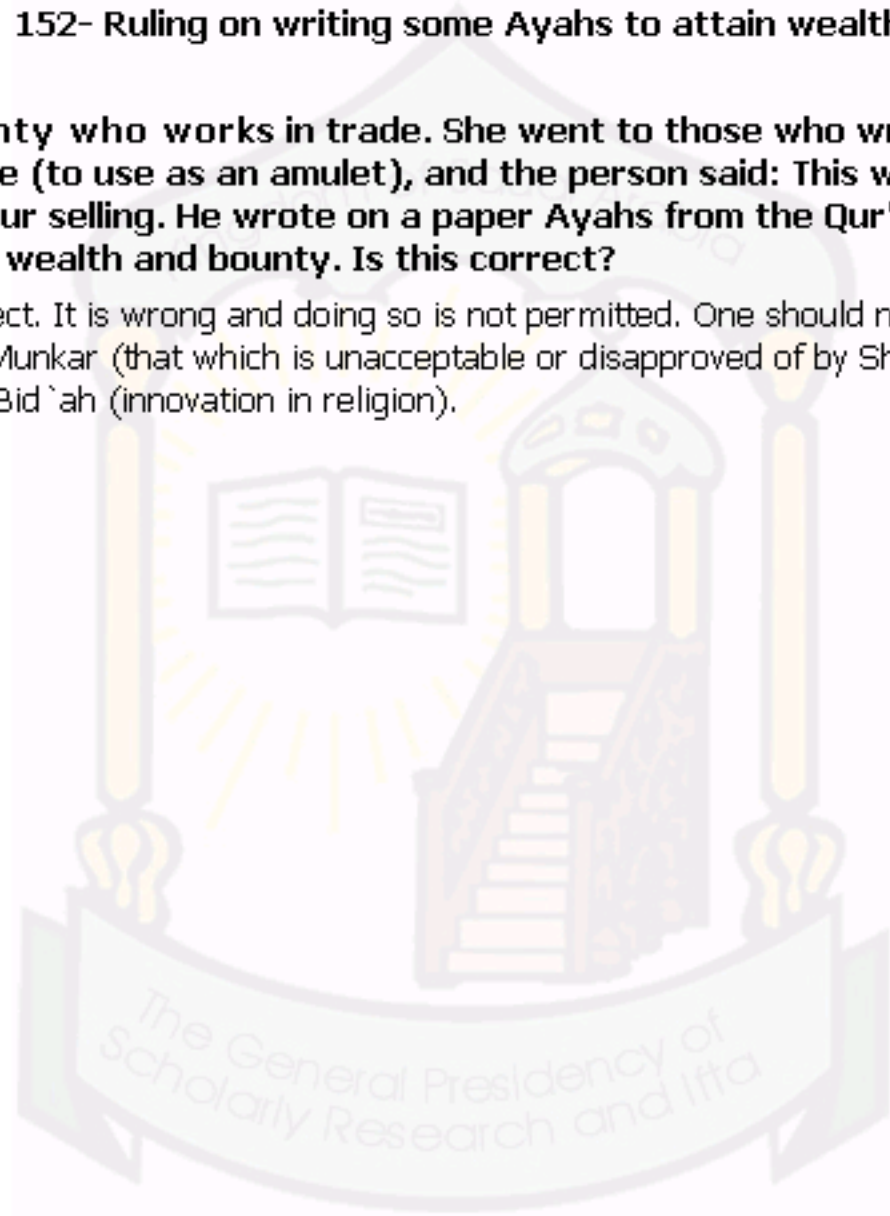 152- Ruling on writing some Ayahs to attain wealth
nty who works in trade. She went to those who wr
e (to use as an amulet), and the person said: This w
ur selling. He wrote on a paper Ayahs from the Qur'
wealth and bounty. Is this correct?
ect. It is wrong and doing so is not permitted. One should n
Munkar (that which is unacceptable or disapproved of by Sh
Bid`ah (innovation in religion).
Kingdom of Saudi Arabia
The General Presidency of
Scholarly Research and Ifta